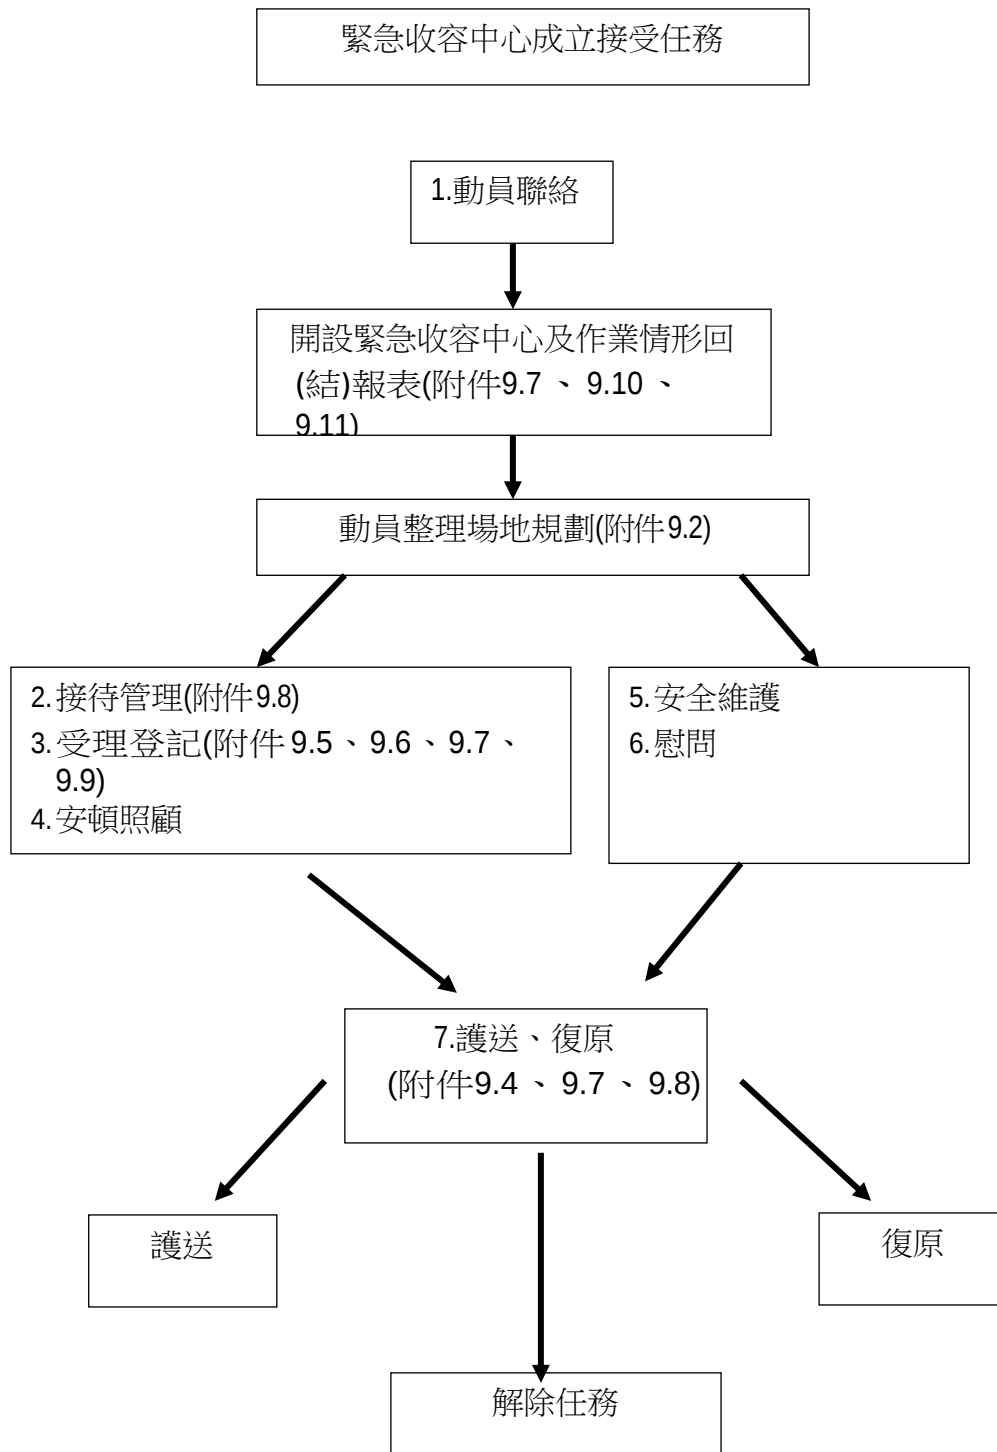 緊急收容中心成立接受任務
1.動員聯絡
開設緊急收容中心及作業情形回
(結)報表(附件9.7、9.10、
9.11)
動員整理場地規劃(附件9.2)
2.接待管理(附件9.8)
3.受理登記(附件9.5、9.6、9.7、
9.9)
4.安頓照顧
5.安全維護
6.慰問
7.護送、復原
(附件9.4、9.7、9.8)
護送
復原
解除任務